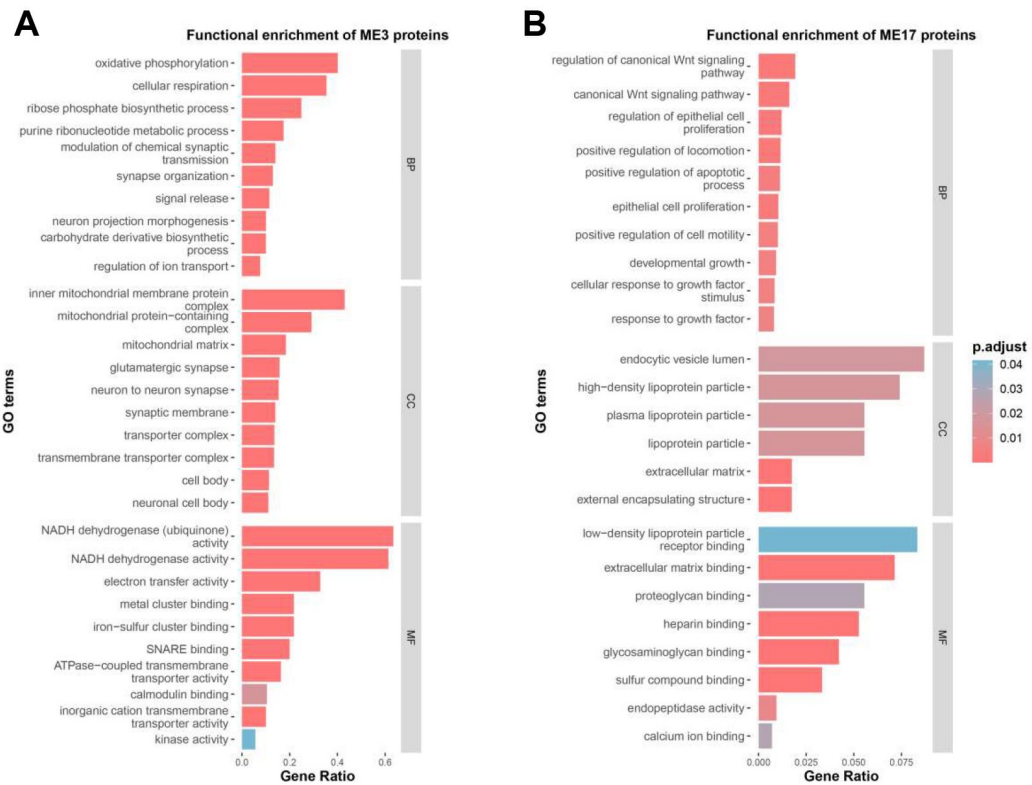 A
Functional enrichment of ME3 proteins
GO terms
oxidative phosphorylation
cellular respiration
ribose phosphate biosynthetic process
purine ribonucleotide metabolic process
modulation of chemical synaptic
transmission
synapse organization
signal release
neuron projection morphogenesis
carbohydrate derivative biosynthetic
process
regulation of ion transport
BP
inner mitochondrial membrane protein
complex
mitochondrial protein−containing
complex
mitochondrial matrix
glutamatergic synapse
neuron to neuron synapse
synaptic membrane
transporter complex
transmembrane transporter complex
cell body
neuronal cell body
CC
NADH dehydrogenase (ubiquinone)
activity
NADH dehydrogenase activity
electron transfer activity
metal cluster binding
iron−sulfur cluster binding
SNARE binding
ATPase−coupled transmembrane
transporter activity
calmodulin binding
inorganic cation transmembrane
transporter activity
kinase activity
MF
0.0 0.2 0.4 0.6
Gene Ratio
B
Functional enrichment of ME17 proteins
GO terms
regulation of canonical Wnt signaling
pathway
canonical Wnt signaling pathway
regulation of epithelial cell
proliferation
positive regulation of locomotion
positive regulation of apoptotic
process
epithelial cell proliferation
positive regulation of cell motility
developmental growth
cellular response to growth factor
stimulus
response to growth factor
BP
endocytic vesicle lumen
high−density lipoprotein particle
plasma lipoprotein particle
lipoprotein particle
extracellular matrix
external encapsulating structure
CC
low−density lipoprotein particle
receptor binding
extracellular matrix binding
proteoglycan binding
heparin binding
glycosaminoglycan binding
sulfur compound binding
endopeptidase activity
calcium ion binding
MF
0.000 0.025 0.050 0.075
Gene Ratio
p.adjust
0.04
0.03
0.02
0.01